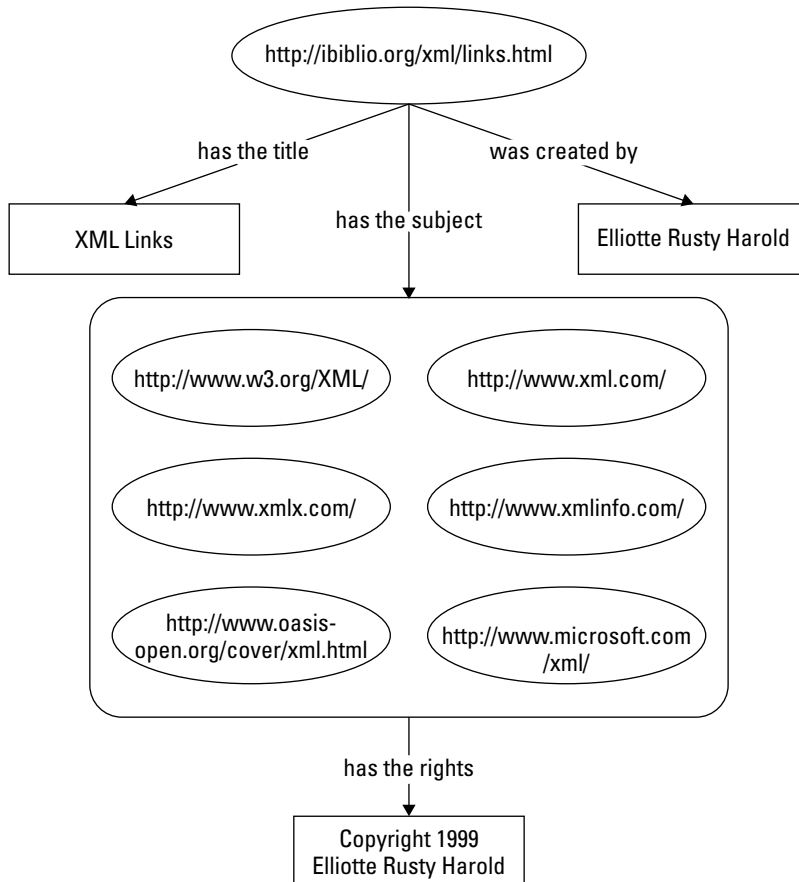 http://ibiblio.org/xml/links.html
has the title
was created by
XML Links
has the subject
Elliotte Rusty Harold
http://www.w3.org/XML/
http://www.xml.com/
http://www.xmlx.com/
http://www.xmlinfo.com/
http://www.oasis-
open.org/cover/xml.html
http://www.microsoft.com
/xml/
has the rights
Copyright 1999
Elliotte Rusty Harold